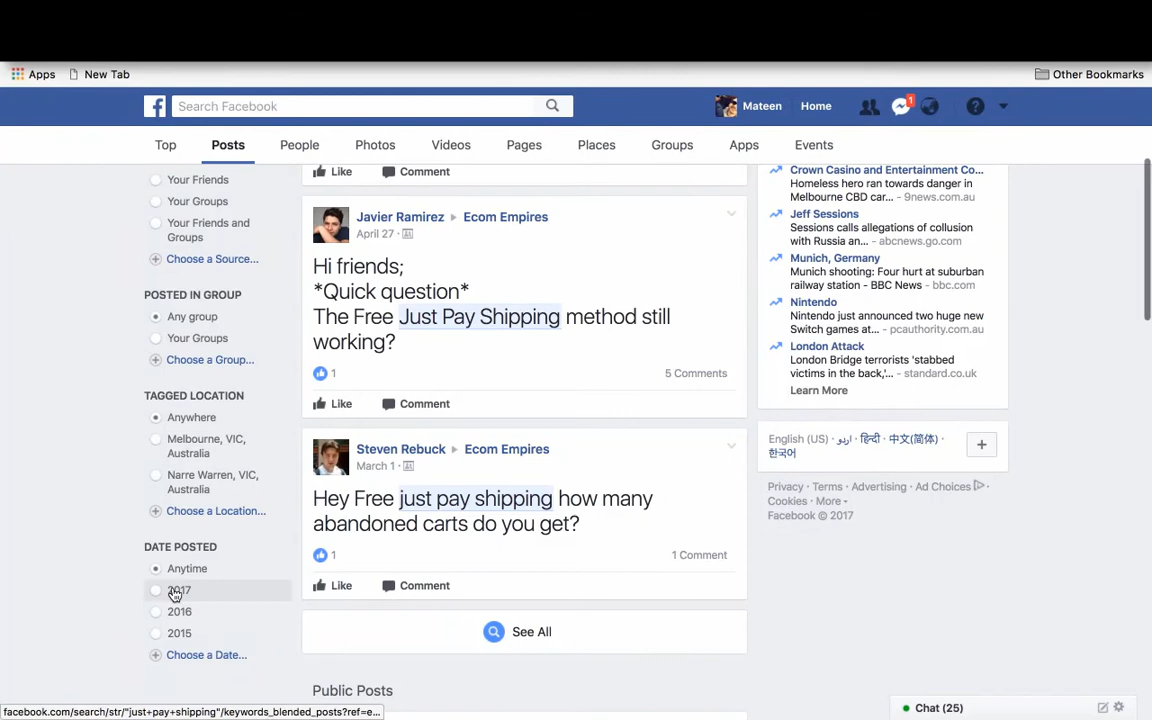 Apps New Tab Other Bookmarks
f Search Facebook Mateen Home 1
Top Posts People Photos Videos Pages Places Groups Apps Events
Your Friends
Your Groups
Your Friends and
Groups
Choose a Source...
POSTED IN GROUP
Any group
Your Groups
Choose a Group...
TAGGED LOCATION
Anywhere
Melbourne, VIC,
Australia
Narre Warren, VIC,
Australia
Choose a Location...
DATE POSTED
Anytime
2017
2016
2015
Choose a Date...
Like Comment
Javier Ramirez Ecom Empires
April 27 ·
Hi friends;
*Quick question*
The Free Just Pay Shipping method still
working?
1 5 Comments
Like Comment
Steven Rebuck Ecom Empires
March 1 ·
Hey Free just pay shipping how many
abandoned carts do you get?
1 1 Comment
Like Comment
See All
Public Posts
Crown Casino and Entertainment Co...
Homeless hero ran towards danger in
Melbourne CBD car... - 9news.com.au
Jeff Sessions
Sessions calls allegations of collusion
with Russia an... - abcnews.go.com
Munich, Germany
Munich shooting: Four hurt at suburban
railway station - BBC News - bbc.com
Nintendo
Nintendo just announced two huge new
Switch games at... - pcauthority.com.au
London Attack
London Bridge terrorists 'stabbed
victims in the back,'... - standard.co.uk
Learn More
English (US) · اردو · हिन्दी · 中文(简体) ·
한국어
Privacy · Terms · Advertising · Ad Choices ·
Cookies · More
Facebook © 2017
facebook.com/search/str/"just+pay+shipping"/keywords_blended_posts?ref=e...
Chat (25)